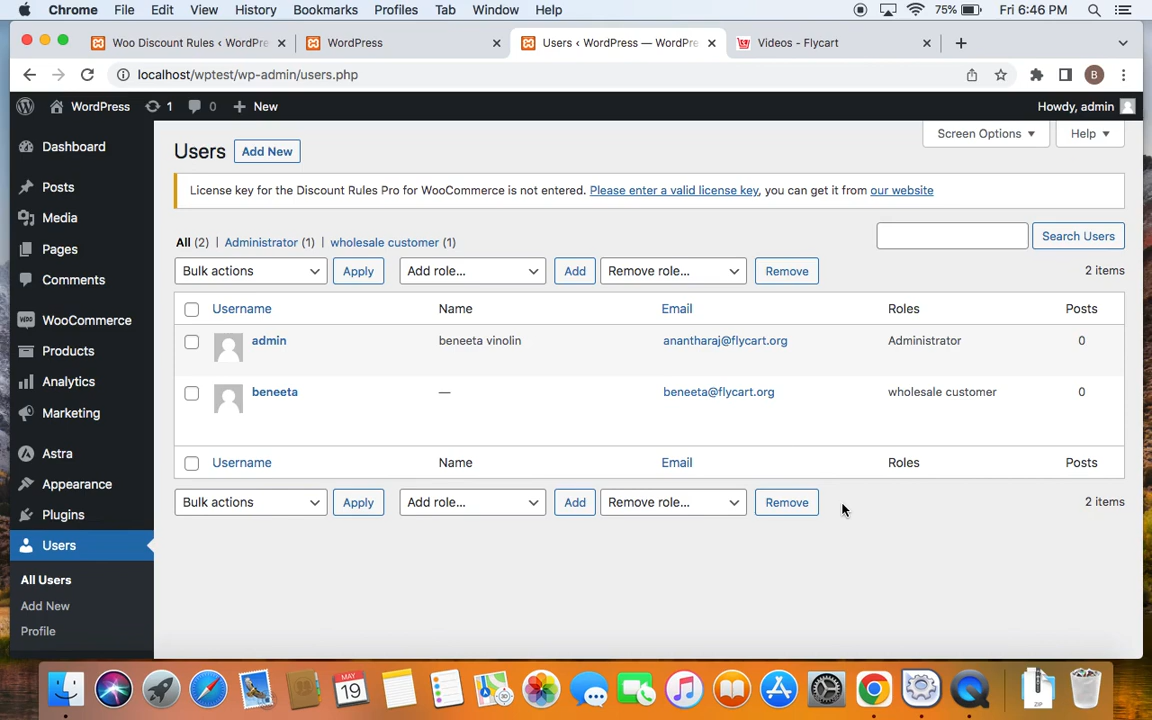 Chrome File Edit View History Bookmarks Profiles Tab Window Help 75% Fri 6:46 PM
Woo Discount Rules ‹ WordPre WordPress Users ‹ WordPress — WordPre Videos - Flycart
localhost/wptest/wp-admin/users.php B
WordPress 1 0 New Howdy, admin
Screen Options Help
Dashboard
Posts
Media
Pages
Comments
WooCommerce
Products
Analytics
Marketing
Astra
Appearance
Plugins
Users
All Users
Add New
Profile
Users Add New
License key for the Discount Rules Pro for WooCommerce is not entered. Please enter a valid license key, you can get it from our website
All (2) | Administrator (1) | wholesale customer (1) Search Users
Bulk actions Apply Add role... Add Remove role... Remove 2 items
Username Name Email Roles Posts
admin beneeta vinolin anantharaj@flycart.org Administrator 0
beneeta — beneeta@flycart.org wholesale customer 0
Username Name Email Roles Posts
Bulk actions Apply Add role... Add Remove role... Remove 2 items
MAY
19
ZIP